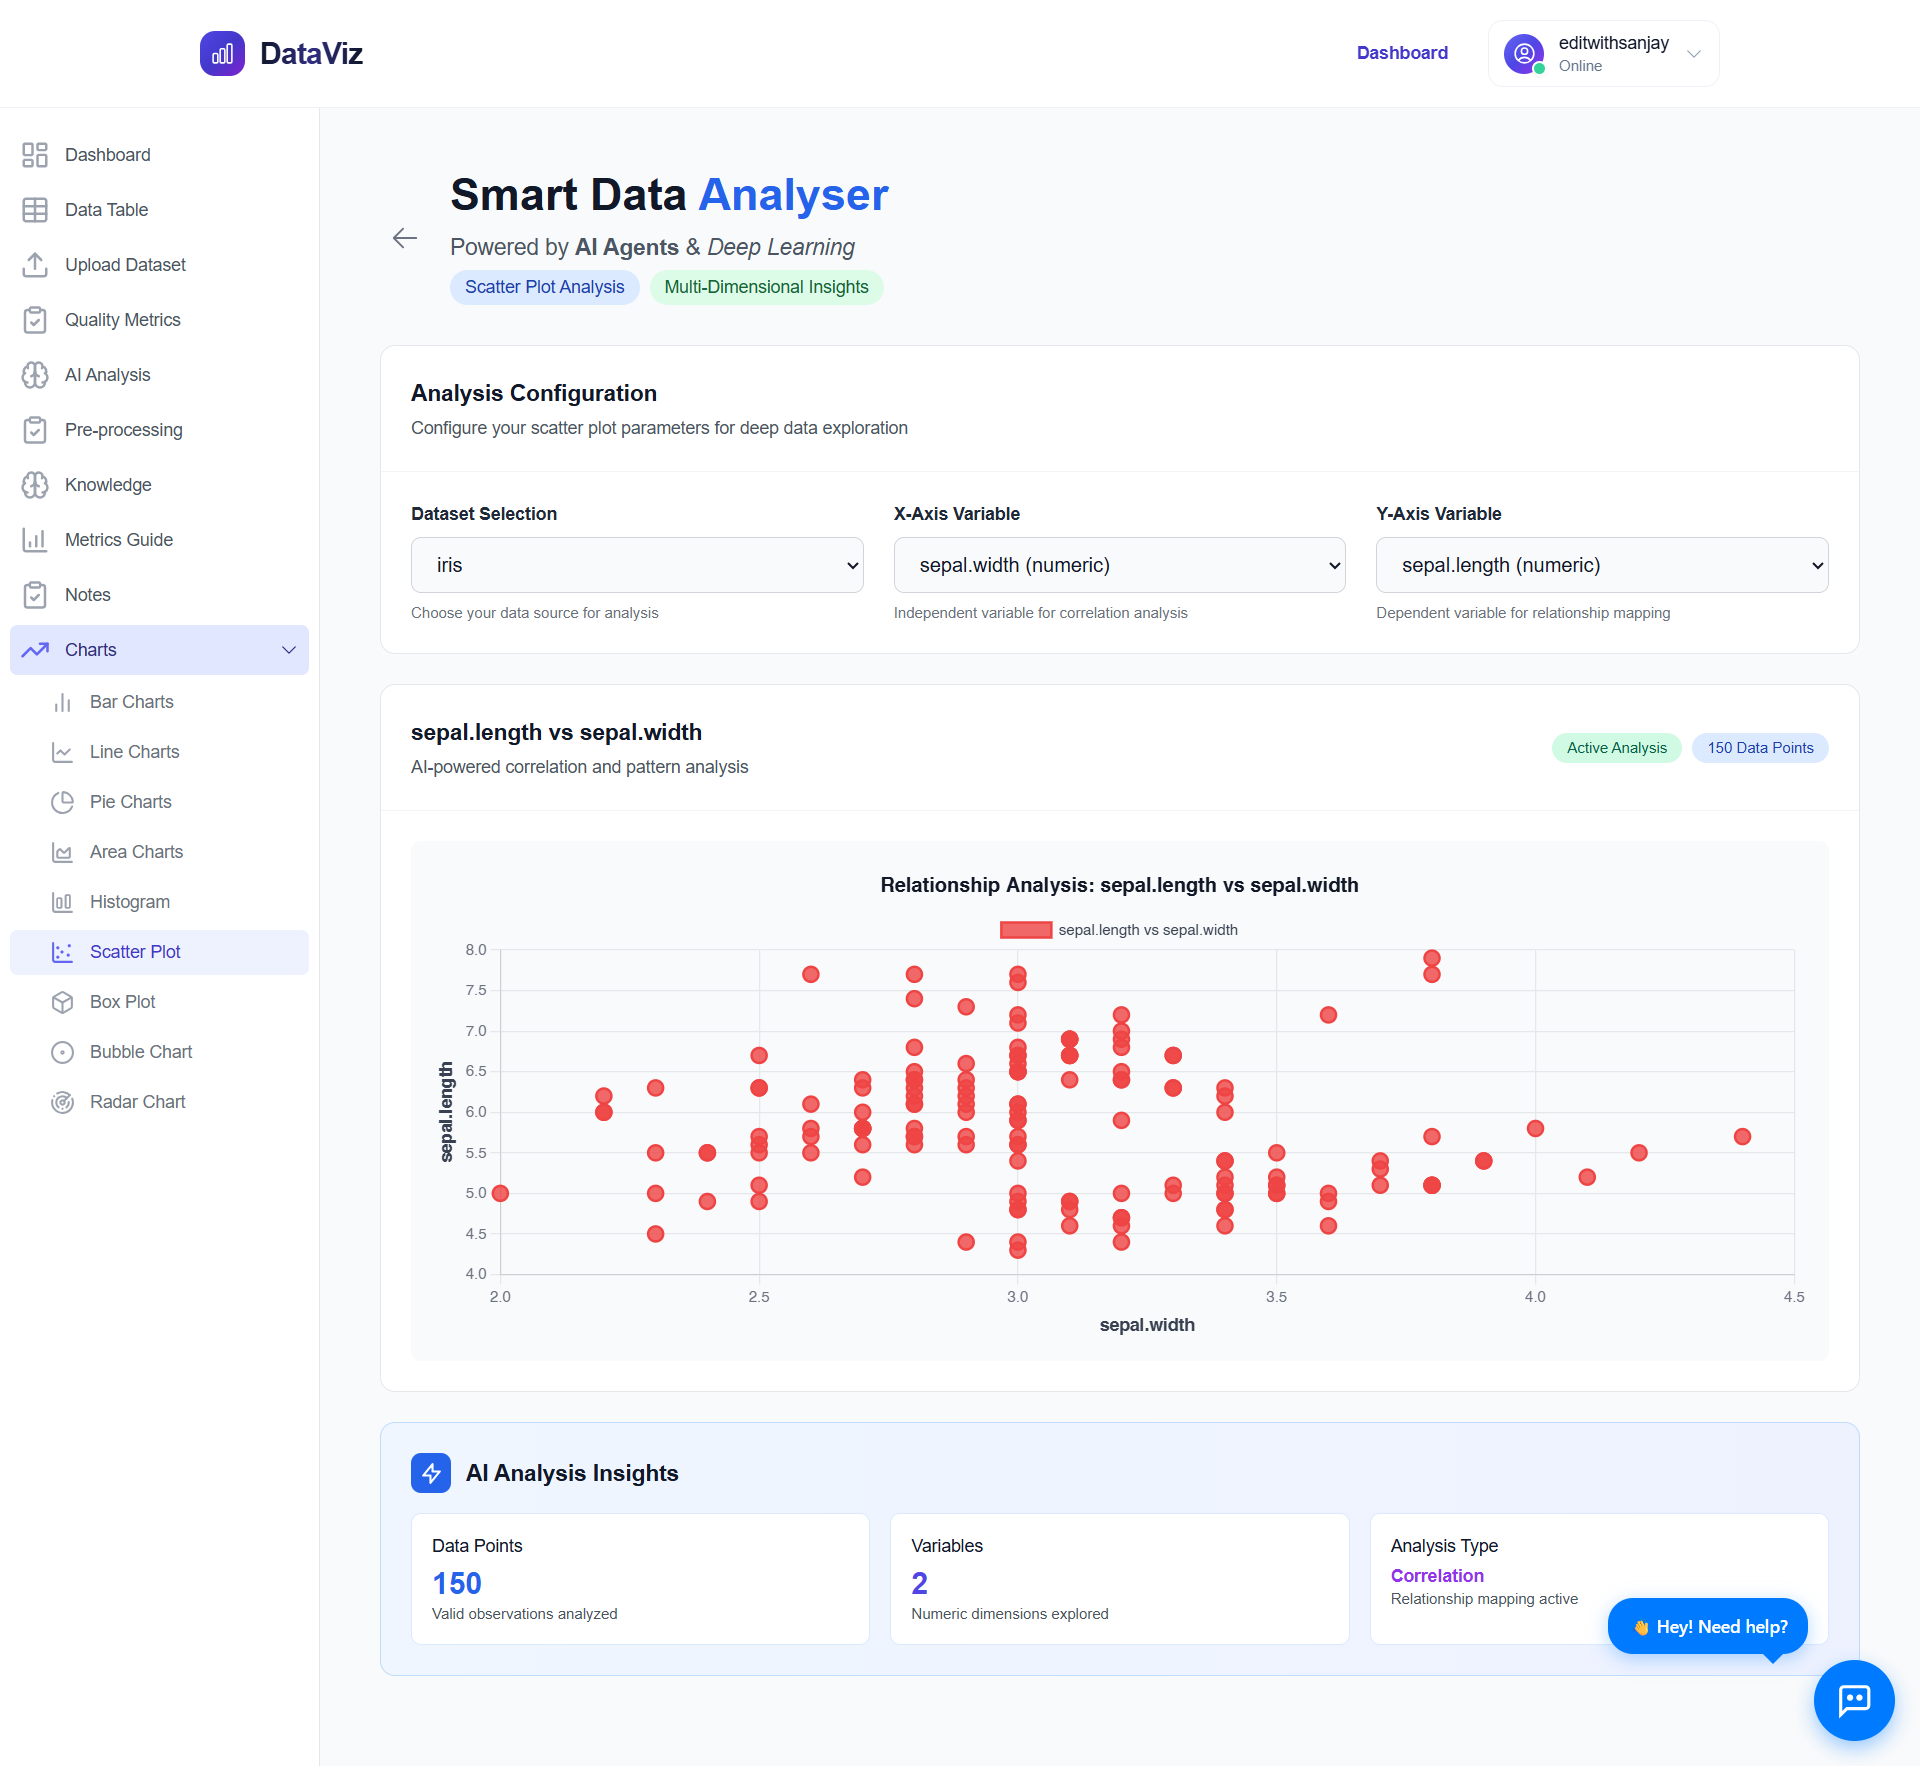 DataViz
Dashboard
editwithsanjay
Online
Dashboard
Data Table
Upload Dataset
Quality Metrics
AI Analysis
Pre-processing
Knowledge
Metrics Guide
Notes
Charts
Bar Charts
Line Charts
Pie Charts
Area Charts
Histogram
Scatter Plot
Box Plot
Bubble Chart
Radar Chart
Smart Data Analyser
Powered by AI Agents & Deep Learning
Scatter Plot Analysis
Multi-Dimensional Insights
Analysis Configuration
Configure your scatter plot parameters for deep data exploration
Dataset Selection
iris
Choose your data source for analysis
X-Axis Variable
sepal.width (numeric)
Independent variable for correlation analysis
Y-Axis Variable
sepal.length (numeric)
Dependent variable for relationship mapping
sepal.length vs sepal.width
AI-powered correlation and pattern analysis
Active Analysis
150 Data Points
Relationship Analysis: sepal.length vs sepal.width
sepal.length vs sepal.width
sepal.length
8.0
7.5
7.0
6.5
6.0
5.5
5.0
4.5
4.0
2.0
2.5
3.0
3.5
4.0
4.5
sepal.width
AI Analysis Insights
Data Points
150
Valid observations analyzed
Variables
2
Numeric dimensions explored
Analysis Type
Correlation
Relationship mapping active
👋 Hey! Need help?